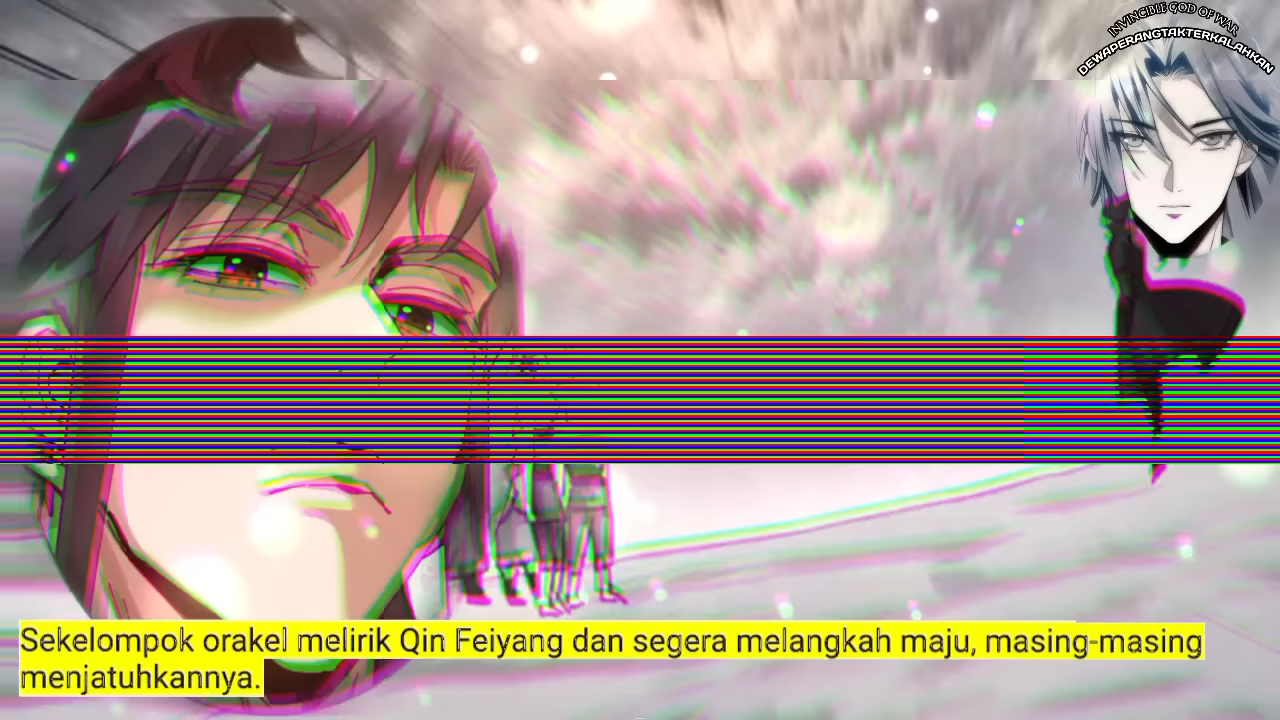 INVINCIBLE GOD OF WAR
DEWAPERANGTAKTERKALAHKAN
Sekelompok orakel melirik Qin Feiyang dan segera melangkah maju, masing-masing
menjatuhkannya.